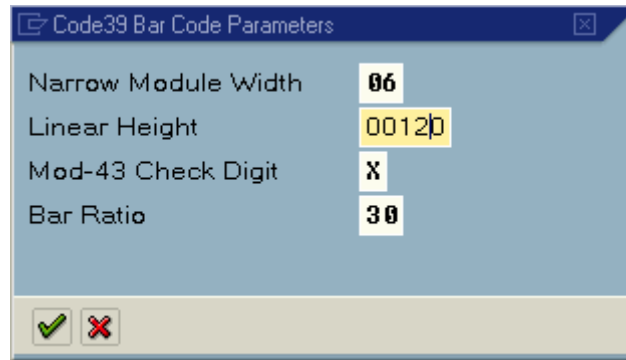 Code39 Bar Code Parameters
Narrow Module Width 06
Linear Height 00120
Mod-43 Check Digit X
Bar Ratio 30